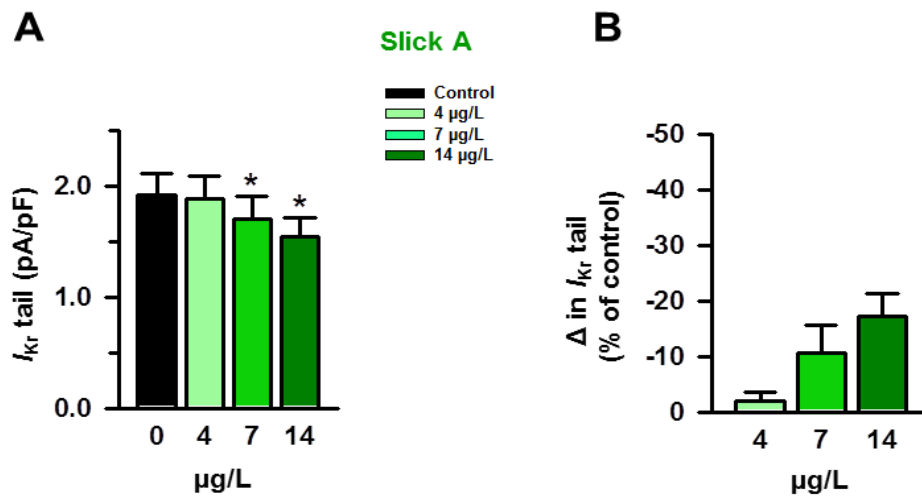 A
Slick A
B
Control
4 µg/L
7 µg/L
14 µg/L
IKr tail (pA/pF)
2.0
1.0
0.0
*
*
0 4 7 14
µg/L
Δ in IKr tail
(% of control)
-50
-40
-30
-20
-10
0
4 7 14
µg/L